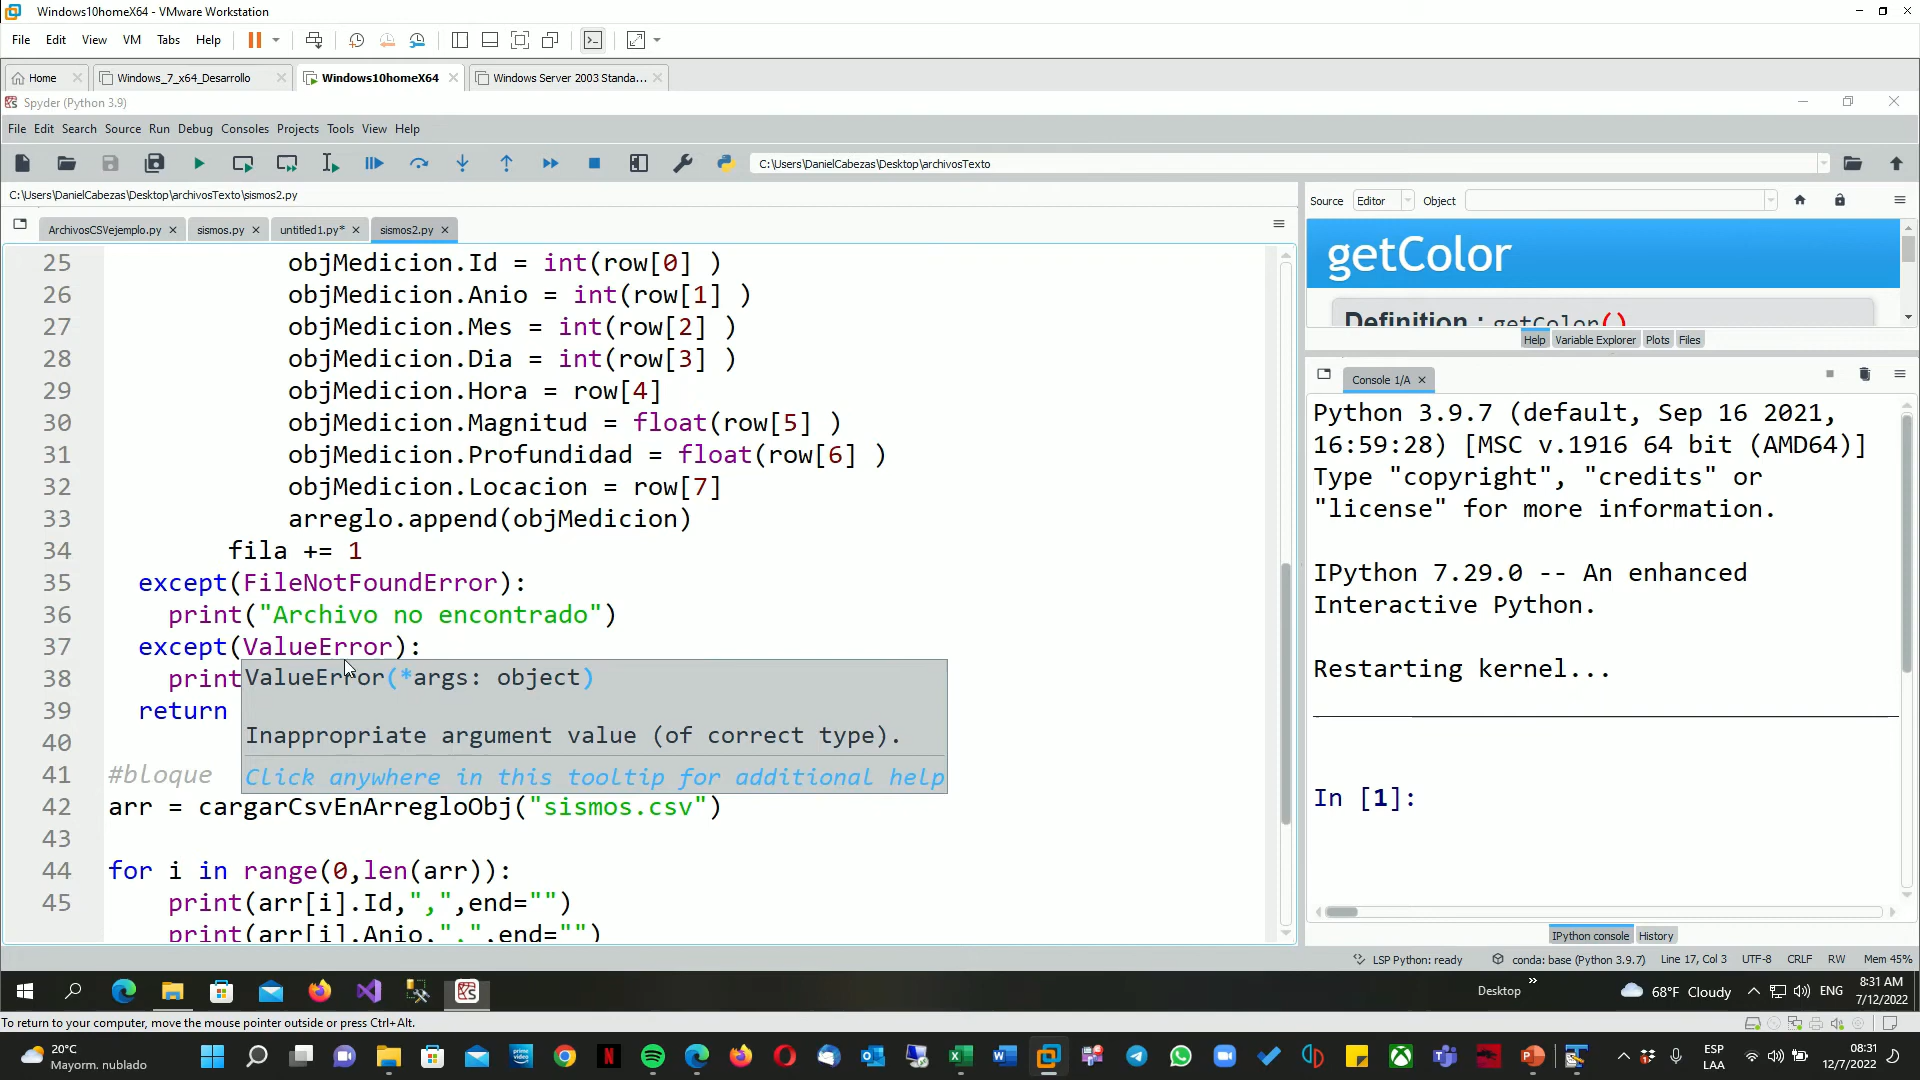 Windows10homeX64 - VMware Workstation
File Edit View VM Tabs Help
Home
Windows_7_x64_Desarrollo
Windows10homeX64
Windows Server 2003 Standa...
Spyder (Python 3.9)
File Edit Search Source Run Debug Consoles Projects Tools View Help
C:\Users\DanielCabezas\Desktop\archivosTexto
C:\Users\DanielCabezas\Desktop\archivosTexto\sismos2.py
ArchivosCSVejemplo.py
sismos.py
untitled1.py*
sismos2.py
25 objMedicion.Id = int(row[0] )
26 objMedicion.Anio = int(row[1] )
27 objMedicion.Mes = int(row[2] )
28 objMedicion.Dia = int(row[3] )
29 objMedicion.Hora = row[4]
30 objMedicion.Magnitud = float(row[5] )
31 objMedicion.Profundidad = float(row[6] )
32 objMedicion.Locacion = row[7]
33 arreglo.append(objMedicion)
34 fila += 1
35 except(FileNotFoundError):
36 print("Archivo no encontrado")
37 except(ValueError):
38 print
ValueError(*args: object)
39 return
Inappropriate argument value (of correct type).
40
41 #bloque
Click anywhere in this tooltip for additional help
42 arr = cargarCsvEnArregloObj("sismos.csv")
43
44 for i in range(0,len(arr)):
45 print(arr[i].Id,",",end="")
print(arr[i].Anio,",",end="")
Source Editor Object
getColor
Definition : getColor()
Help Variable Explorer Plots Files
Console 1/A
Python 3.9.7 (default, Sep 16 2021,
16:59:28) [MSC v.1916 64 bit (AMD64)]
Type "copyright", "credits" or
"license" for more information.
IPython 7.29.0 -- An enhanced
Interactive Python.
Restarting kernel...
In [1]:
IPython console History
LSP Python: ready conda: base (Python 3.9.7) Line 17, Col 3 UTF-8 CRLF RW Mem 45%
Desktop
68°F Cloudy
ENG
8:31 AM
7/12/2022
To return to your computer, move the mouse pointer outside or press Ctrl+Alt.
20°C
Mayorm. nublado
ESP
LAA
08:31
12/7/2022